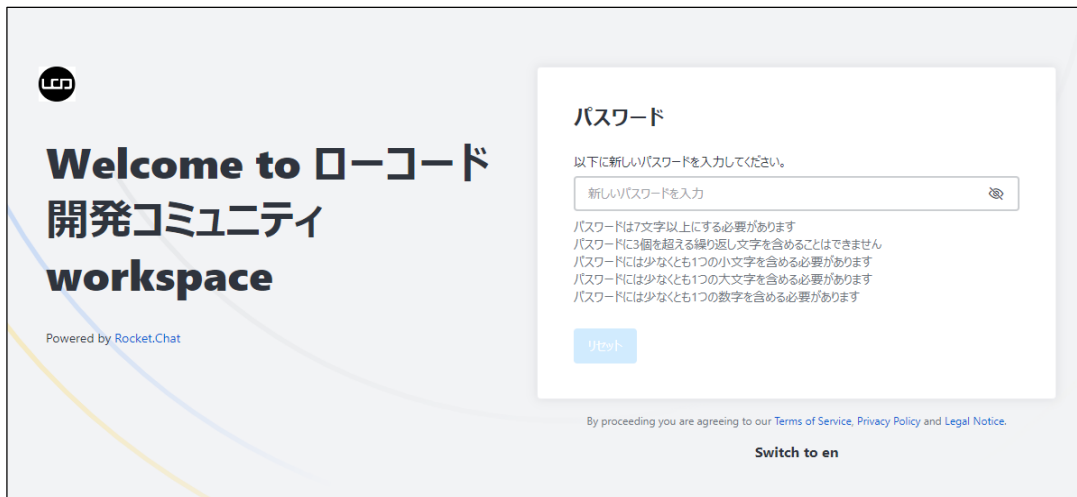 LCP
Welcome to ローコード
開発コミュニティ
workspace
Powered by Rocket.Chat
パスワード
以下に新しいパスワードを入力してください。
新しいパスワードを入力
パスワードは7文字以上にする必要があります
パスワードに3個を超える繰り返し文字を含めることはできません
パスワードには少なくとも1つの小文字を含める必要があります
パスワードには少なくとも1つの大文字を含める必要があります
パスワードには少なくとも1つの数字を含める必要があります
リセット
By proceeding you are agreeing to our Terms of Service, Privacy Policy and Legal Notice.
Switch to en